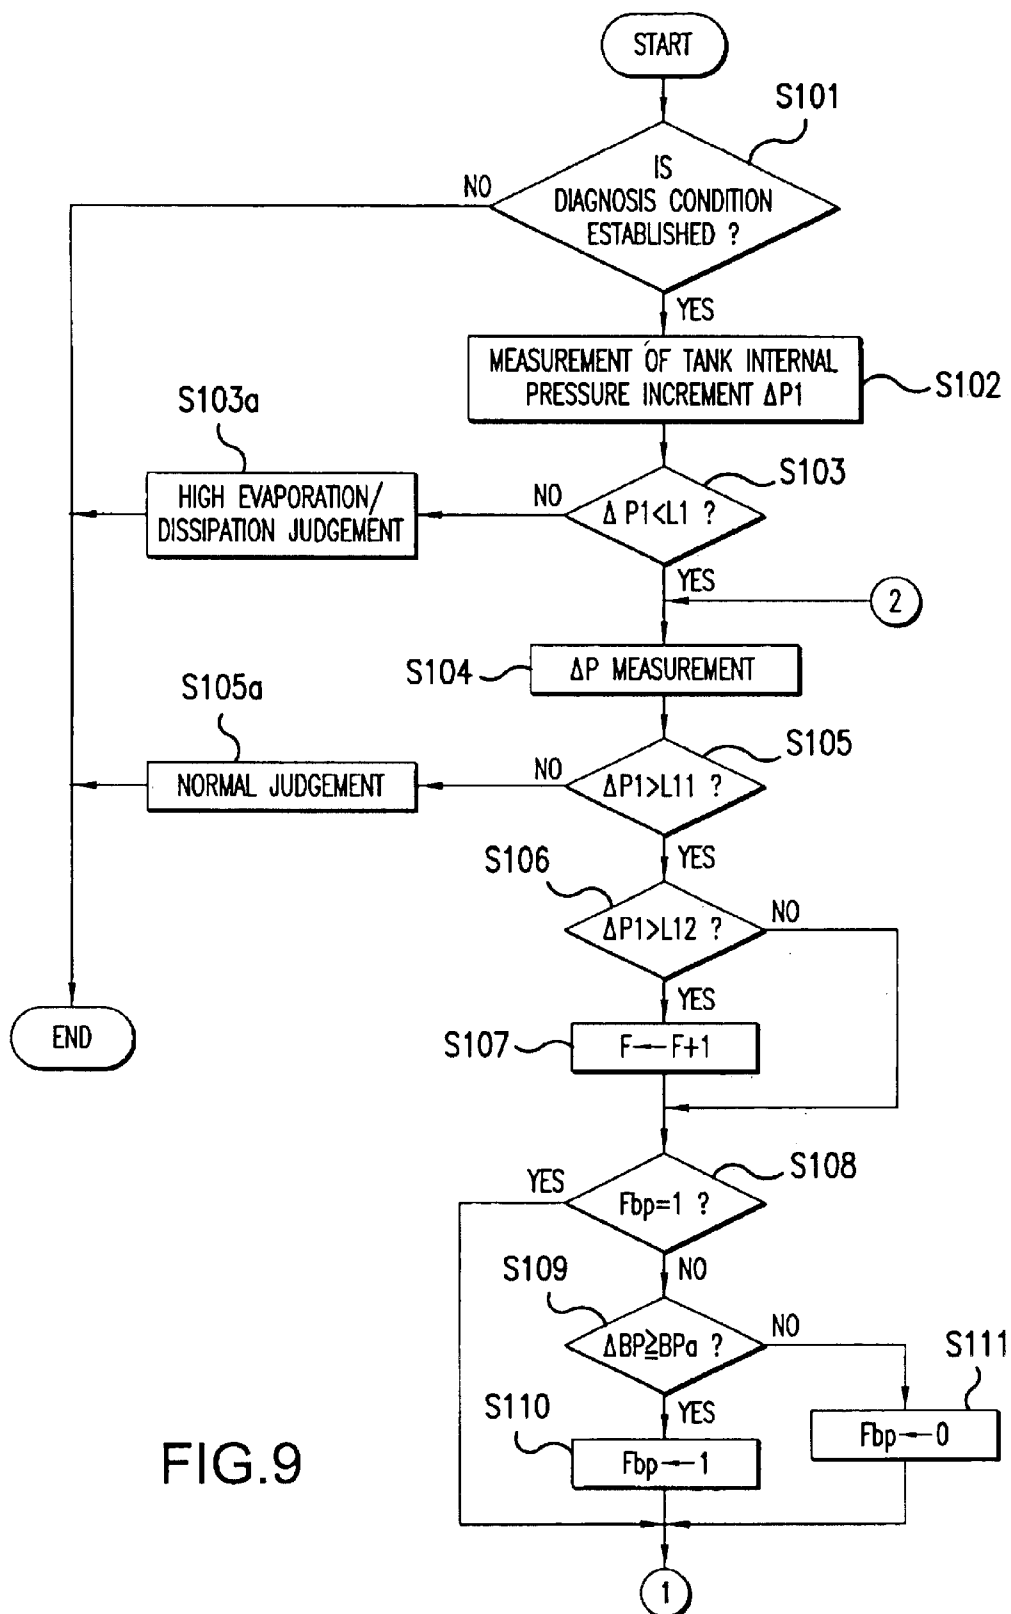 START
S101
IS
DIAGNOSIS CONDITION
ESTABLISHED ?
NO
YES
MEASUREMENT OF TANK INTERNAL
PRESSURE INCREMENT ΔP1
S102
S103a
HIGH EVAPORATION/
DISSIPATION JUDGEMENT
NO
Δ P1<L1 ?
S103
YES
2
S104
ΔP MEASUREMENT
S105a
NORMAL JUDGEMENT
NO
ΔP1>L11 ?
S105
YES
S106
ΔP1>L12 ?
NO
YES
END
S107
F←F+1
YES
Fbp=1 ?
S108
NO
S109
ΔBP≧BPa ?
NO
S111
YES
S110
Fbp←1
Fbp←0
FIG.9
1